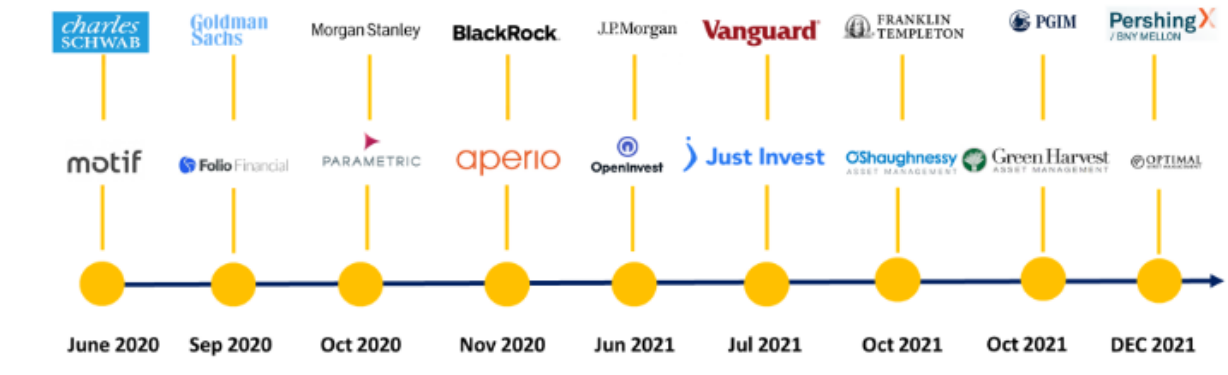 charles
SCHWAB
Goldman
Sachs
Morgan Stanley
BlackRock
J.P.Morgan
Vanguard
FRANKLIN
TEMPLETON
PGIM
PershingX
/ BNY MELLON
motif
Folio Financial
PARAMETRIC
aperio
OpenInvest
Just Invest
O'Shaughnessy
ASSET MANAGEMENT
Green Harvest
ASSET MANAGEMENT
OPTIMAL
ASSET MANAGEMENT
June 2020
Sep 2020
Oct 2020
Nov 2020
Jun 2021
Jul 2021
Oct 2021
Oct 2021
DEC 2021